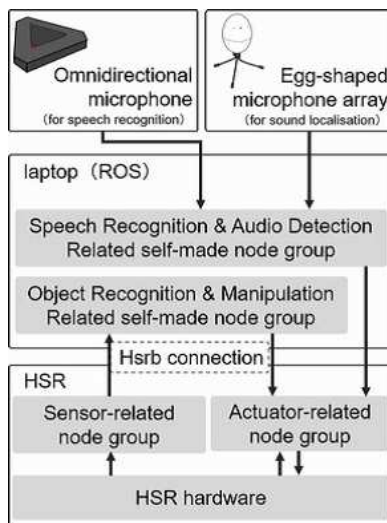 Omnidirectional
microphone
(for speech recognition)
Egg-shaped
microphone array
(for sound localisation)
laptop (ROS)
Speech Recognition & Audio Detection
Related self-made node group
Object Recognition & Manipulation
Related self-made node group
Hsrb connection
HSR
Sensor-related
node group
Actuator-related
node group
HSR hardware